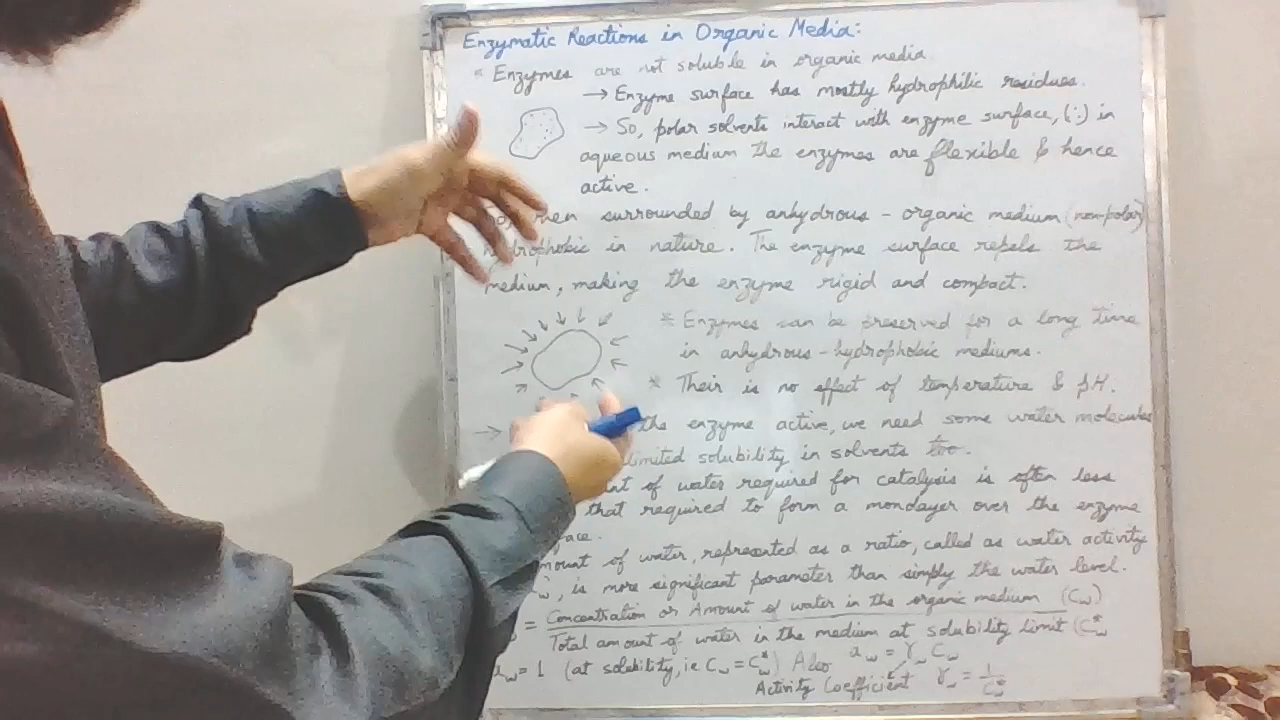 Enzymatic Reactions in Organic Media:
* Enzymes are not soluble in organic media
→ Enzyme surface has mostly hydrophilic residues.
→ So, polar solvents interact with enzyme surface, (∵) in
aqueous medium the enzymes are flexible & hence
active.
surrounded by anhydrous - organic medium (non-polar)
hydrophobic in nature. The enzyme surface repels the
medium, making the enzyme rigid and compact.
* Enzymes can be preserved for a long time
in anhydrous - hydrophobic mediums.
* Their is no effect of temperature & pH.
→ the enzyme active, we need some water molecules
limited solubility in solvents too.
of water required for catalysis is often less
that required to form a monolayer over the enzyme
of water, represented as a ratio, called as water activity
, is more significant parameter than simply the water level.
= Concentration or Amount of water in the organic medium (Cw)
Total amount of water in the medium at solubility limit (C*w
= 1 (at solubility, ie Cw = C*w) Also aw = γw Cw
Activity Coefficient γw = 1/C*w